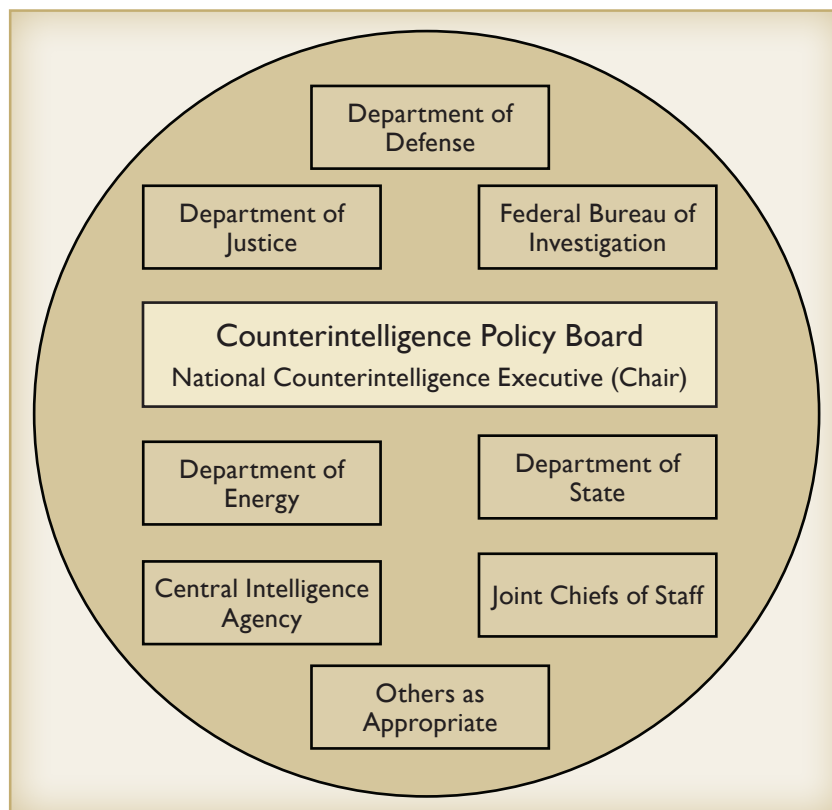 Department of
Defense
Department of
Justice
Federal Bureau of
Investigation
Counterintelligence Policy Board
National Counterintelligence Executive (Chair)
Department of
Energy
Department of
State
Central Intelligence
Agency
Joint Chiefs of Staff
Others as
Appropriate